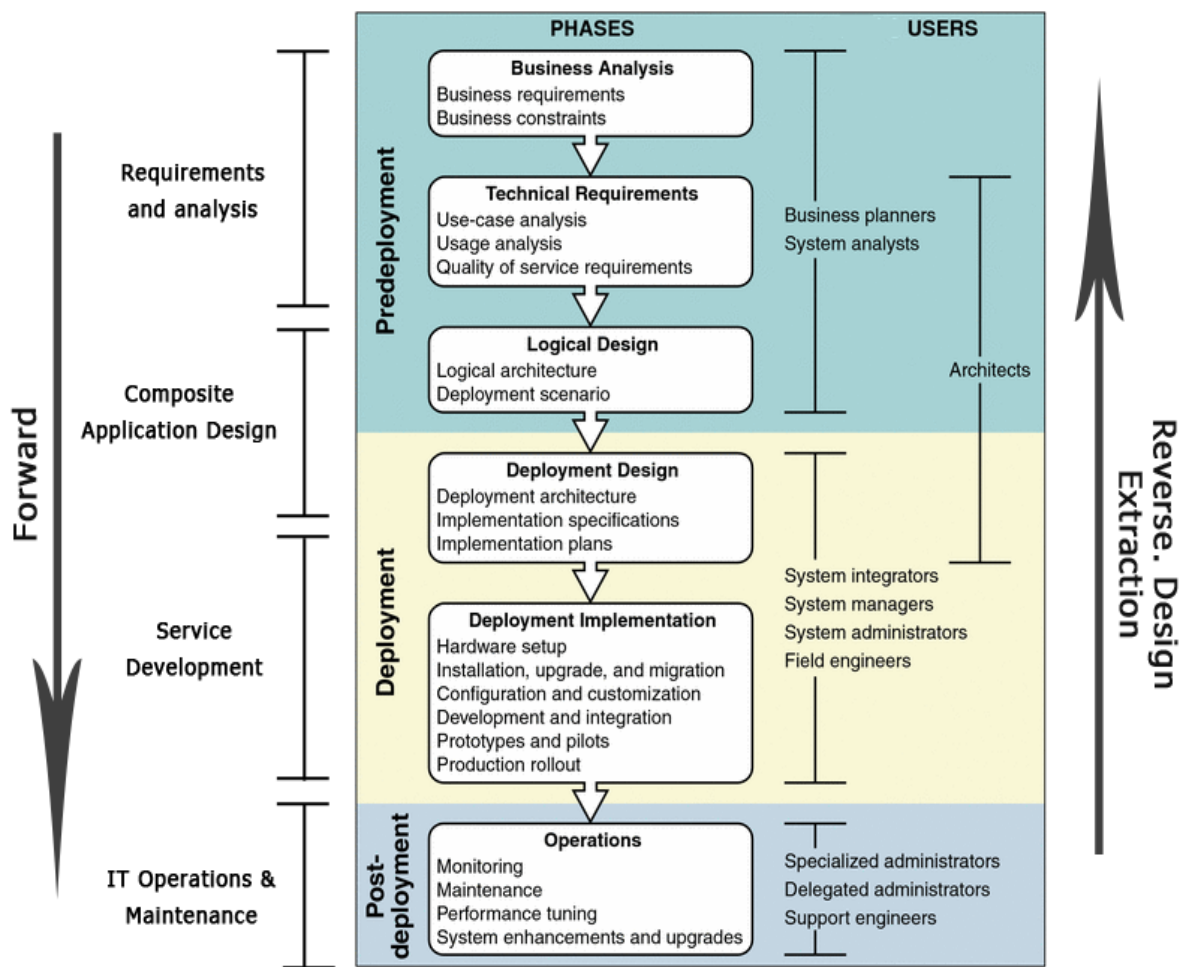 PHASES
USERS
Forward
Requirements
and analysis
Composite
Application Design
Service
Development
IT Operations &
Maintenance
Predeployment
Business Analysis
Business requirements
Business constraints
Technical Requirements
Use-case analysis
Usage analysis
Quality of service requirements
Logical Design
Logical architecture
Deployment scenario
Business planners
System analysts
Architects
Deployment
Deployment Design
Deployment architecture
Implementation specifications
Implementation plans
Deployment Implementation
Hardware setup
Installation, upgrade, and migration
Configuration and customization
Development and integration
Prototypes and pilots
Production rollout
System integrators
System managers
System administrators
Field engineers
Post-
deployment
Operations
Monitoring
Maintenance
Performance tuning
System enhancements and upgrades
Specialized administrators
Delegated administrators
Support engineers
Reverse. Design
Extraction